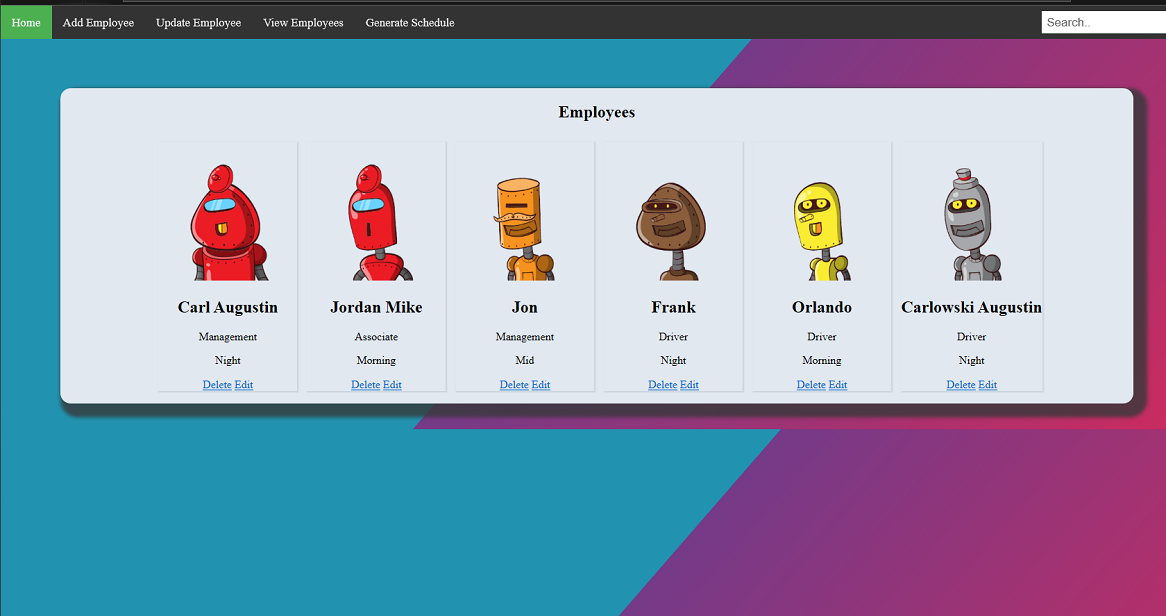 Home Add Employee Update Employee View Employees Generate Schedule Search..
Employees
Carl Augustin Jordan Mike Jon Frank Orlando Carlowski Augustin
Management Associate Management Driver Driver Driver
Night Morning Mid Night Morning Night
Delete Edit Delete Edit Delete Edit Delete Edit Delete Edit Delete Edit